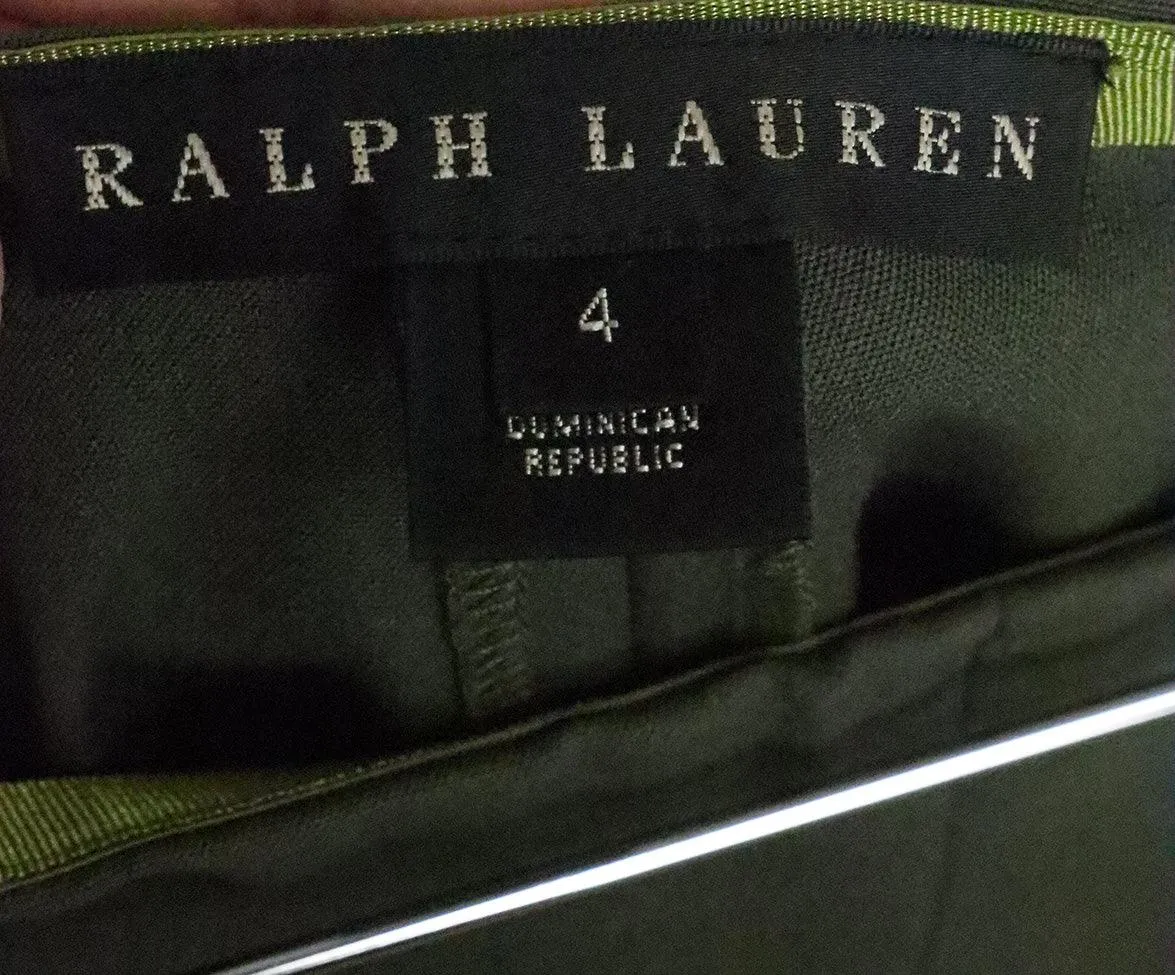 RALPH LAUREN
4
DOMINICAN
REPUBLIC